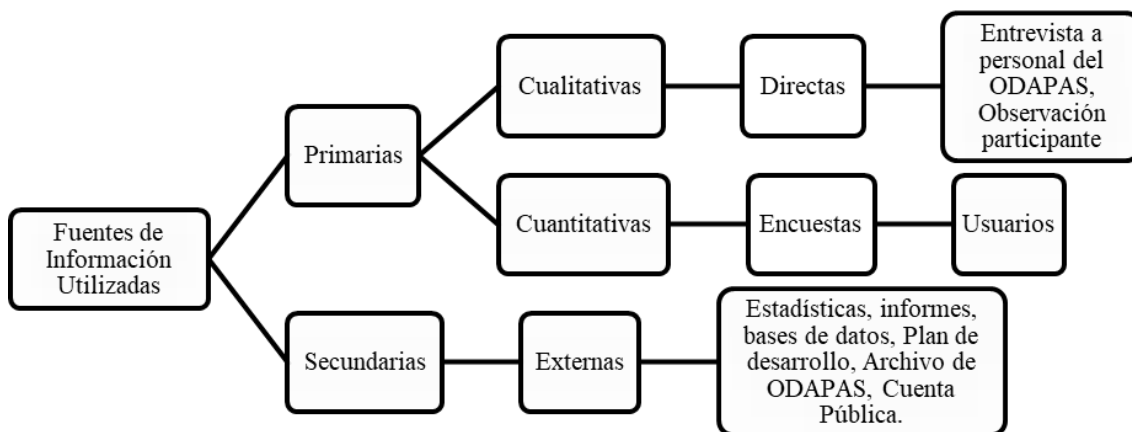 Fuentes de
Información
Utilizadas
Primarias
Cualitativas
Directas
Entrevista a
personal del
ODAPAS,
Observación
participante
Cuantitativas
Encuestas
Usuarios
Secundarias
Externas
Estadísticas, informes,
bases de datos, Plan de
desarrollo, Archivo de
ODAPAS, Cuenta
Pública.